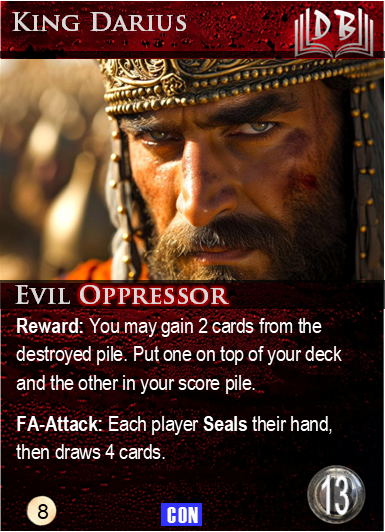 King Darius
DB
Evil Oppressor
Reward: You may gain 2 cards from the
destroyed pile. Put one on top of your deck
and the other in your score pile.
FA-Attack: Each player Seals their hand,
then draws 4 cards.
8
CON
13